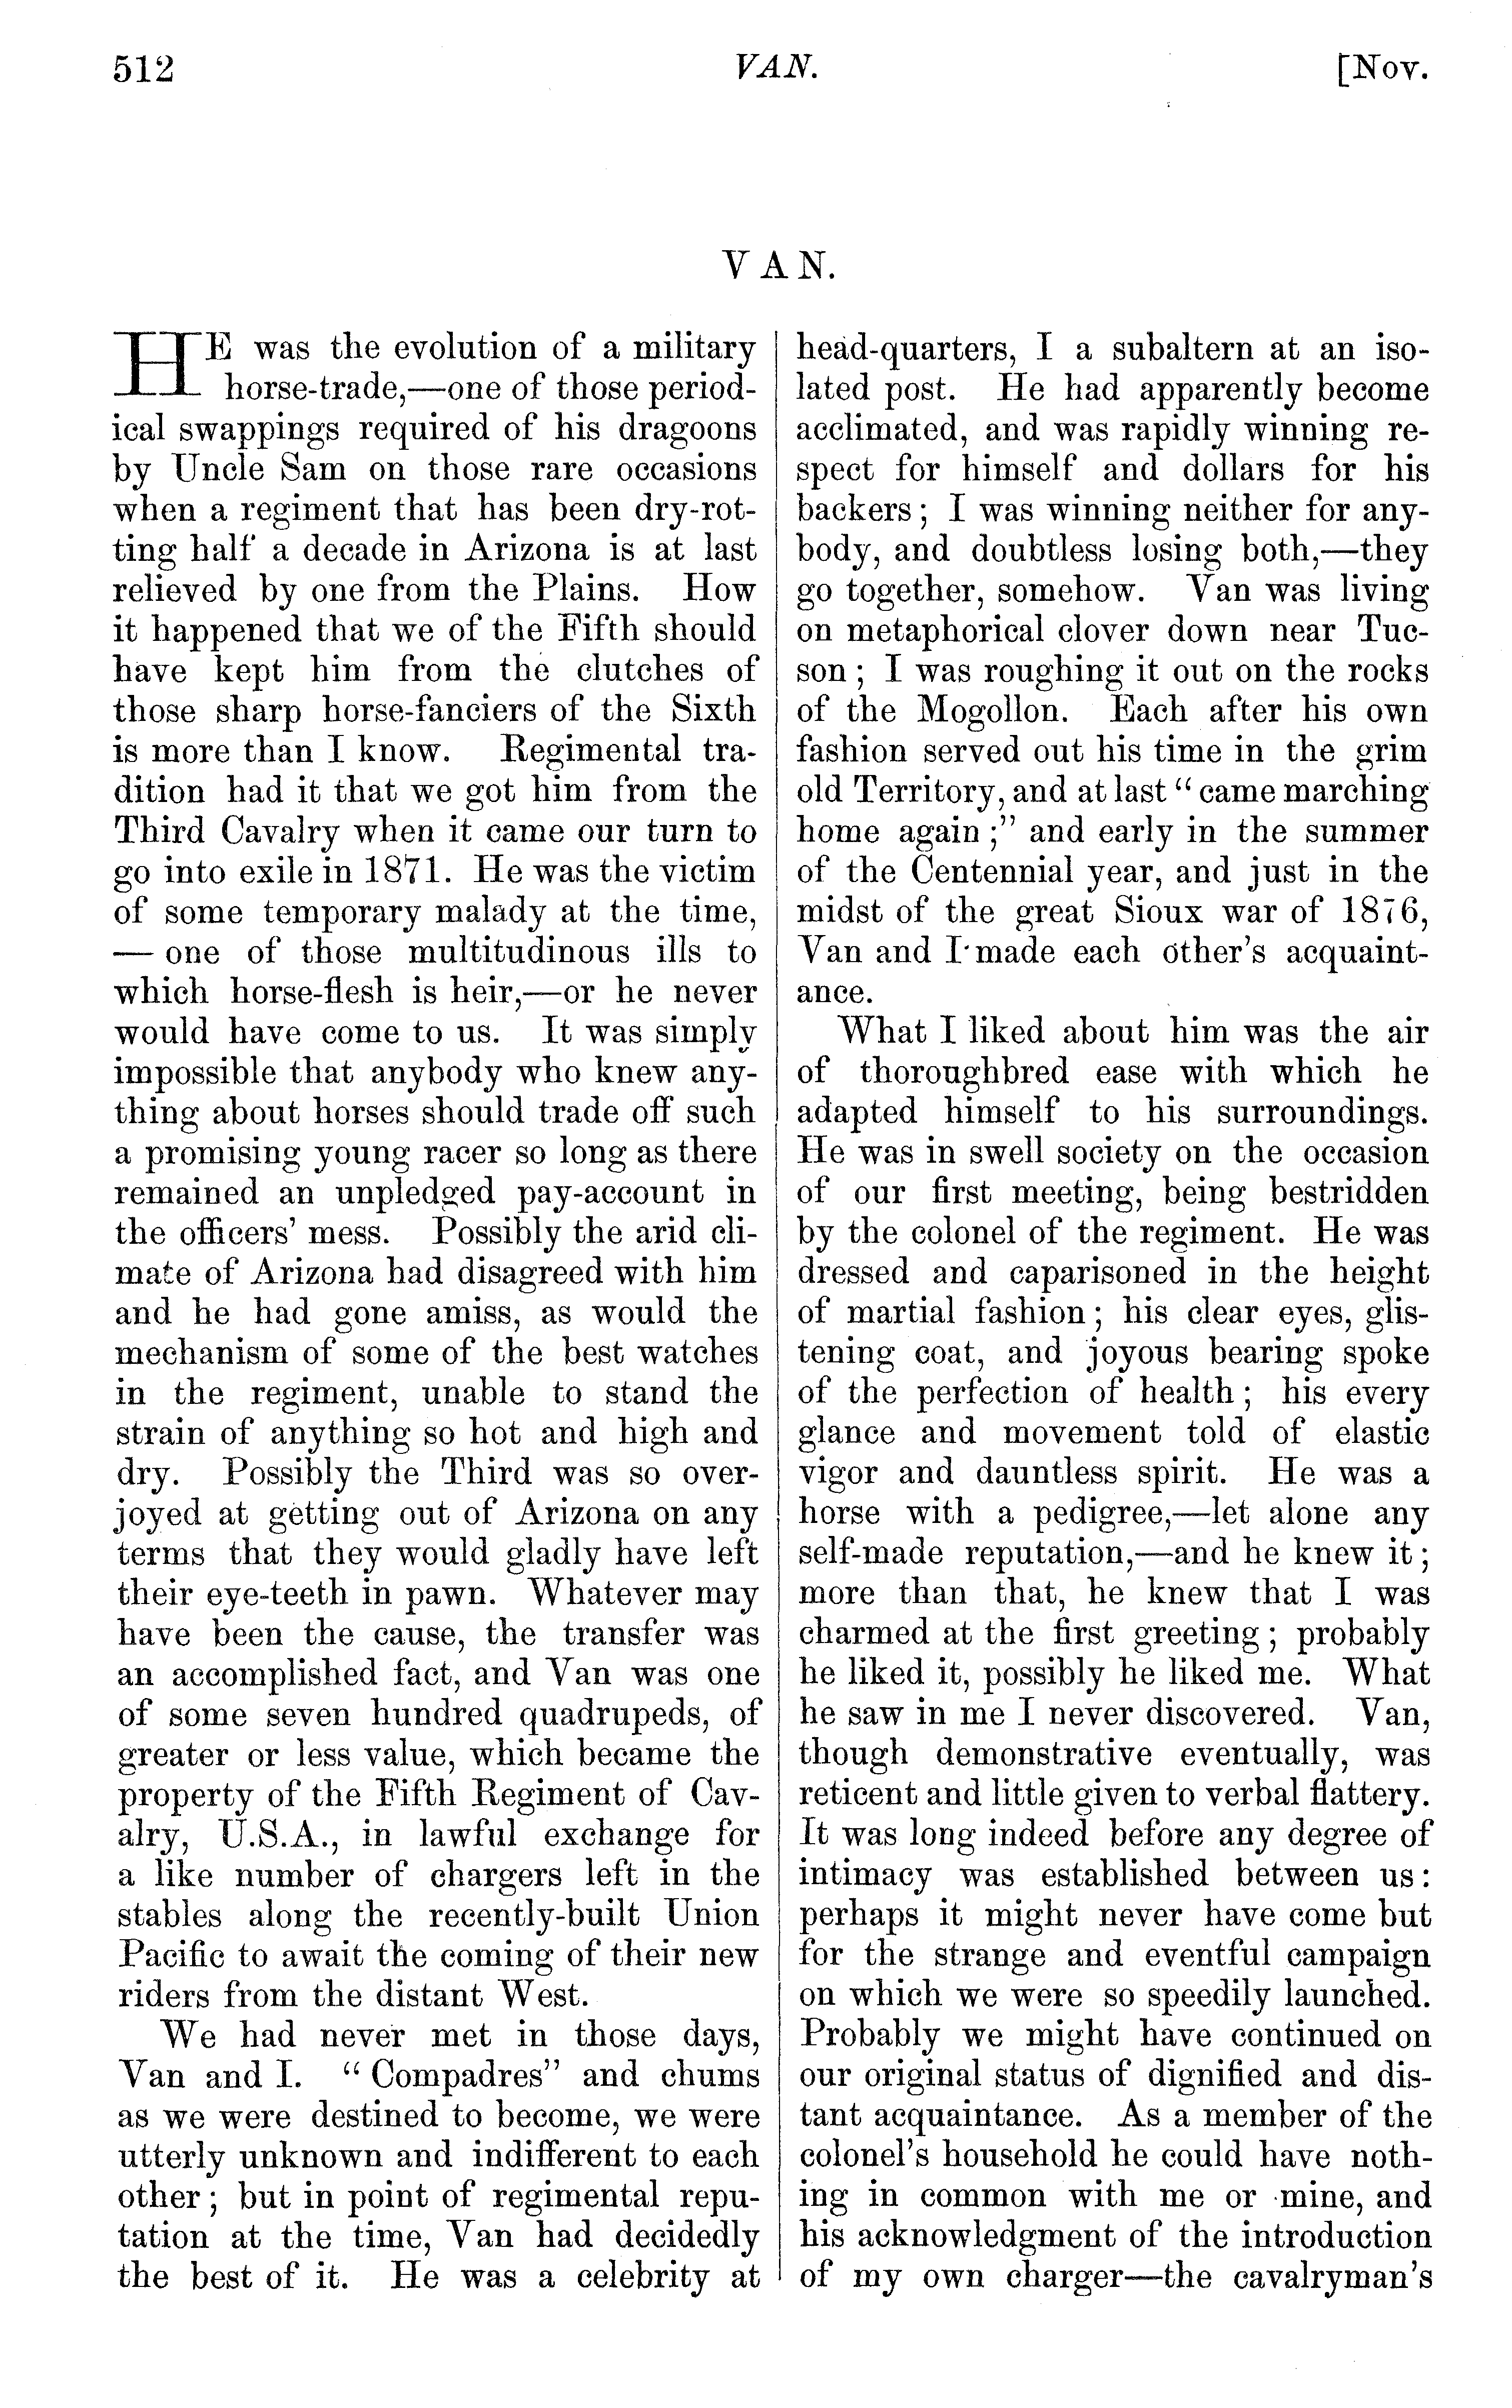 512
VAN.
[Nov.
VAN.
HE was the evolution of a military
horse-trade,—one of those period-
ical swappings required of his dragoons
by Uncle Sam on those rare occasions
when a regiment that has been dry-rot-
ting half a decade in Arizona is at last
relieved by one from the Plains. How
it happened that we of the Fifth should
have kept him from the clutches of
those sharp horse-fanciers of the Sixth
is more than I know. Regimental tra-
dition had it that we got him from the
Third Cavalry when it came our turn to
go into exile in 1871. He was the victim
of some temporary malady at the time,
— one of those multitudinous ills to
which horse-flesh is heir,—or he never
would have come to us. It was simply
impossible that anybody who knew any-
thing about horses should trade off such
a promising young racer so long as there
remained an unpledged pay-account in
the officers' mess. Possibly the arid cli-
mate of Arizona had disagreed with him
and he had gone amiss, as would the
mechanism of some of the best watches
in the regiment, unable to stand the
strain of anything so hot and high and
dry. Possibly the Third was so over-
joyed at getting out of Arizona on any
terms that they would gladly have left
their eye-teeth in pawn. Whatever may
have been the cause, the transfer was
an accomplished fact, and Van was one
of some seven hundred quadrupeds, of
greater or less value, which became the
property of the Fifth Regiment of Cav-
alry, U.S.A., in lawful exchange for
a like number of chargers left in the
stables along the recently-built Union
Pacific to await the coming of their new
riders from the distant West.
We had never met in those days,
Van and I. "Compadres" and chums
as we were destined to become, we were
utterly unknown and indifferent to each
other; but in point of regimental repu-
tation at the time, Van had decidedly
the best of it. He was a celebrity at
head-quarters, I a subaltern at an iso-
lated post. He had apparently become
acclimated, and was rapidly winning re-
spect for himself and dollars for his
backers; I was winning neither for any-
body, and doubtless losing both,—they
go together, somehow. Van was living
on metaphorical clover down near Tuc-
son; I was roughing it out on the rocks
of the Mogollon. Each after his own
fashion served out his time in the grim
old Territory, and at last "came marching
home again;" and early in the summer
of the Centennial year, and just in the
midst of the great Sioux war of 1876,
Van and I made each other's acquaint-
ance.
What I liked about him was the air
of thoroughbred ease with which he
adapted himself to his surroundings.
He was in swell society on the occasion
of our first meeting, being bestridden
by the colonel of the regiment. He was
dressed and caparisoned in the height
of martial fashion; his clear eyes, glis-
tening coat, and joyous bearing spoke
of the perfection of health; his every
glance and movement told of elastic
vigor and dauntless spirit. He was a
horse with a pedigree,—let alone any
self-made reputation,—and he knew it;
more than that, he knew that I was
charmed at the first greeting; probably
he liked it, possibly he liked me. What
he saw in me I never discovered. Van,
though demonstrative eventually, was
reticent and little given to verbal flattery.
It was long indeed before any degree of
intimacy was established between us:
perhaps it might never have come but
for the strange and eventful campaign
on which we were so speedily launched.
Probably we might have continued on
our original status of dignified and dis-
tant acquaintance. As a member of the
colonel's household he could have noth-
ing in common with me or mine, and
his acknowledgment of the introduction
of my own charger—the cavalryman's